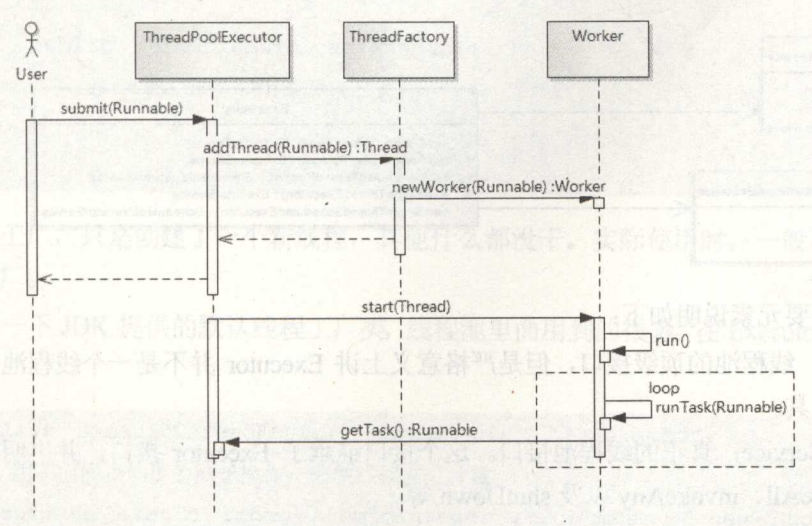 User
ThreadPoolExecutor
ThreadFactory
Worker
submit(Runnable)
addThread(Runnable) :Thread
newWorker(Runnable) :Worker
start(Thread)
run()
loop
runTask(Runnable)
getTask() :Runnable